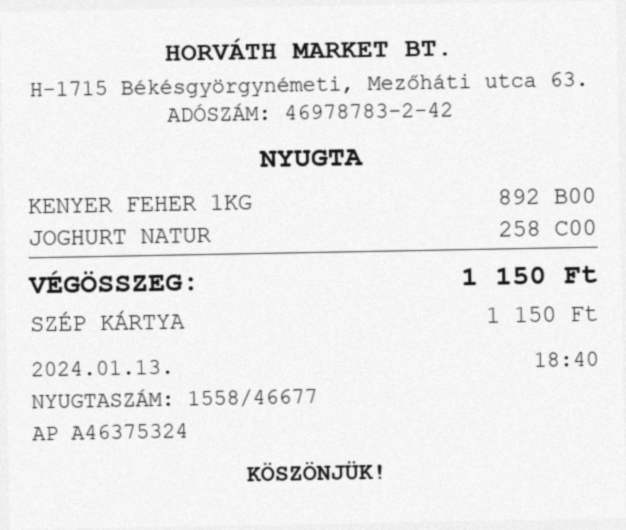 HORVÁTH MARKET BT.
H-1715 Békésgyörgynémeti, Mezőháti utca 63.
ADÓSZÁM: 46978783-2-42
NYUGTA
KENYER FEHER 1KG 892 B00
JOGHURT NATUR 258 C00
VÉGÖSSZEG: 1 150 Ft
SZÉP KÁRTYA 1 150 Ft
2024.01.13. 18:40
NYUGTASZÁM: 1558/46677
AP A46375324
KÖSZÖNJÜK!